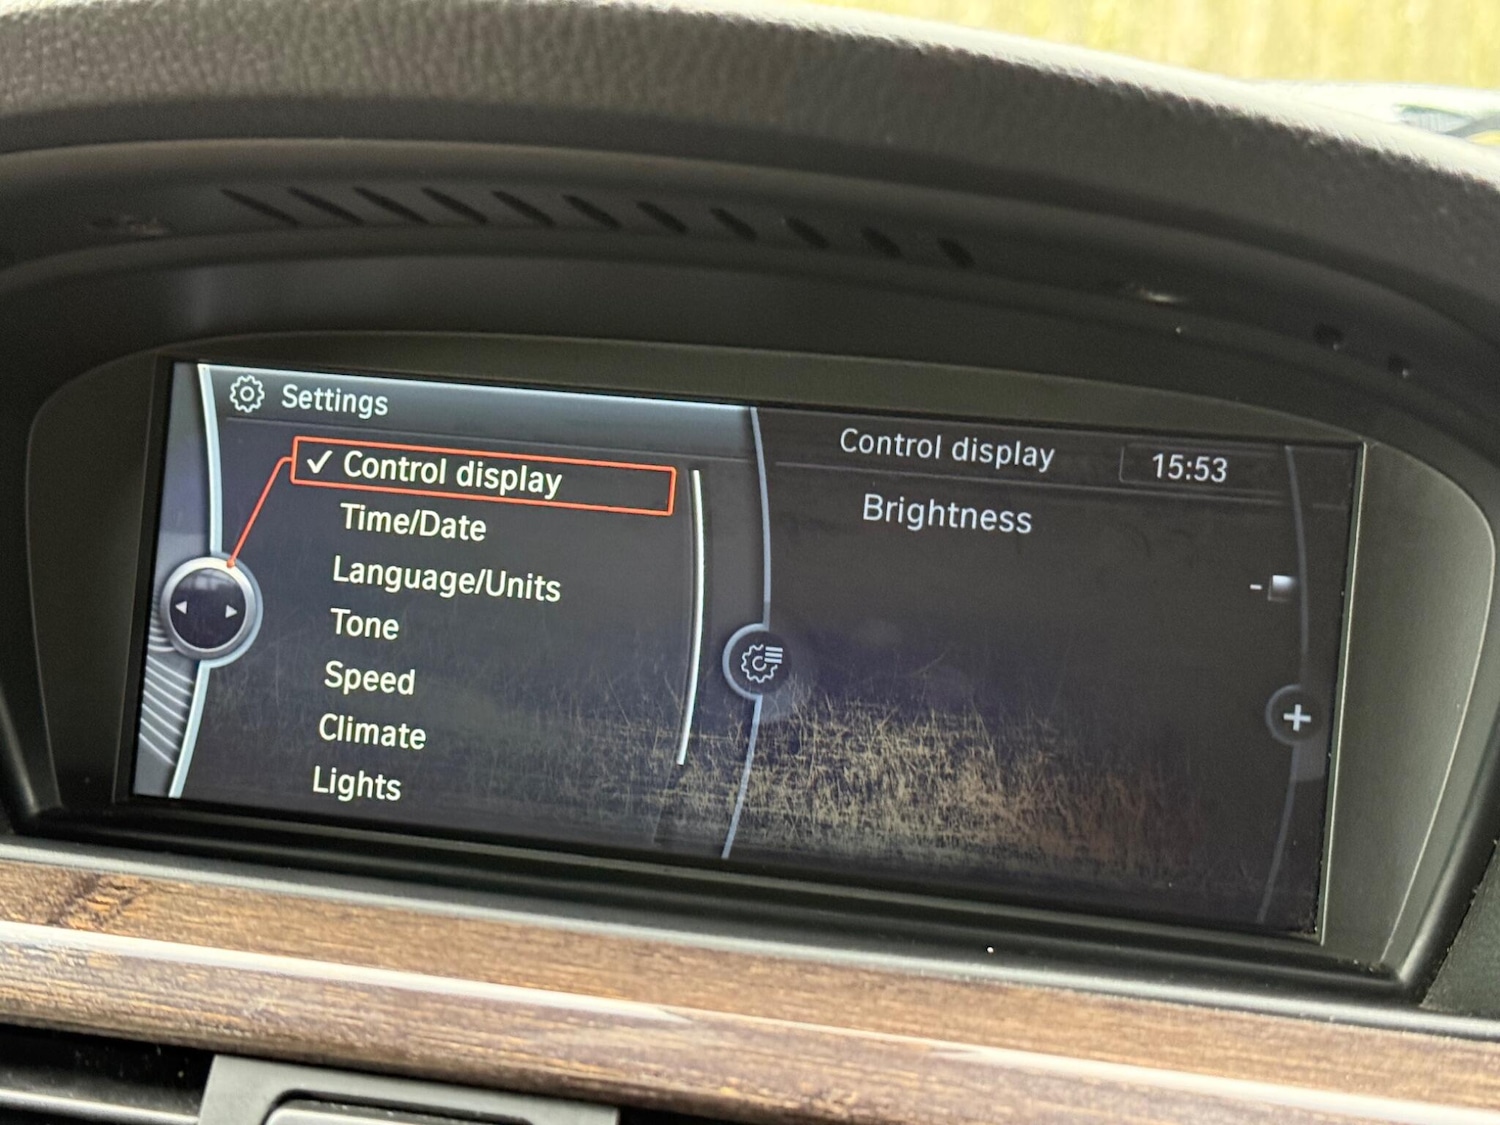 Settings
Control display
Time/Date
Language/Units
Tone
Speed
Climate
Lights
Control display
15:53
Brightness